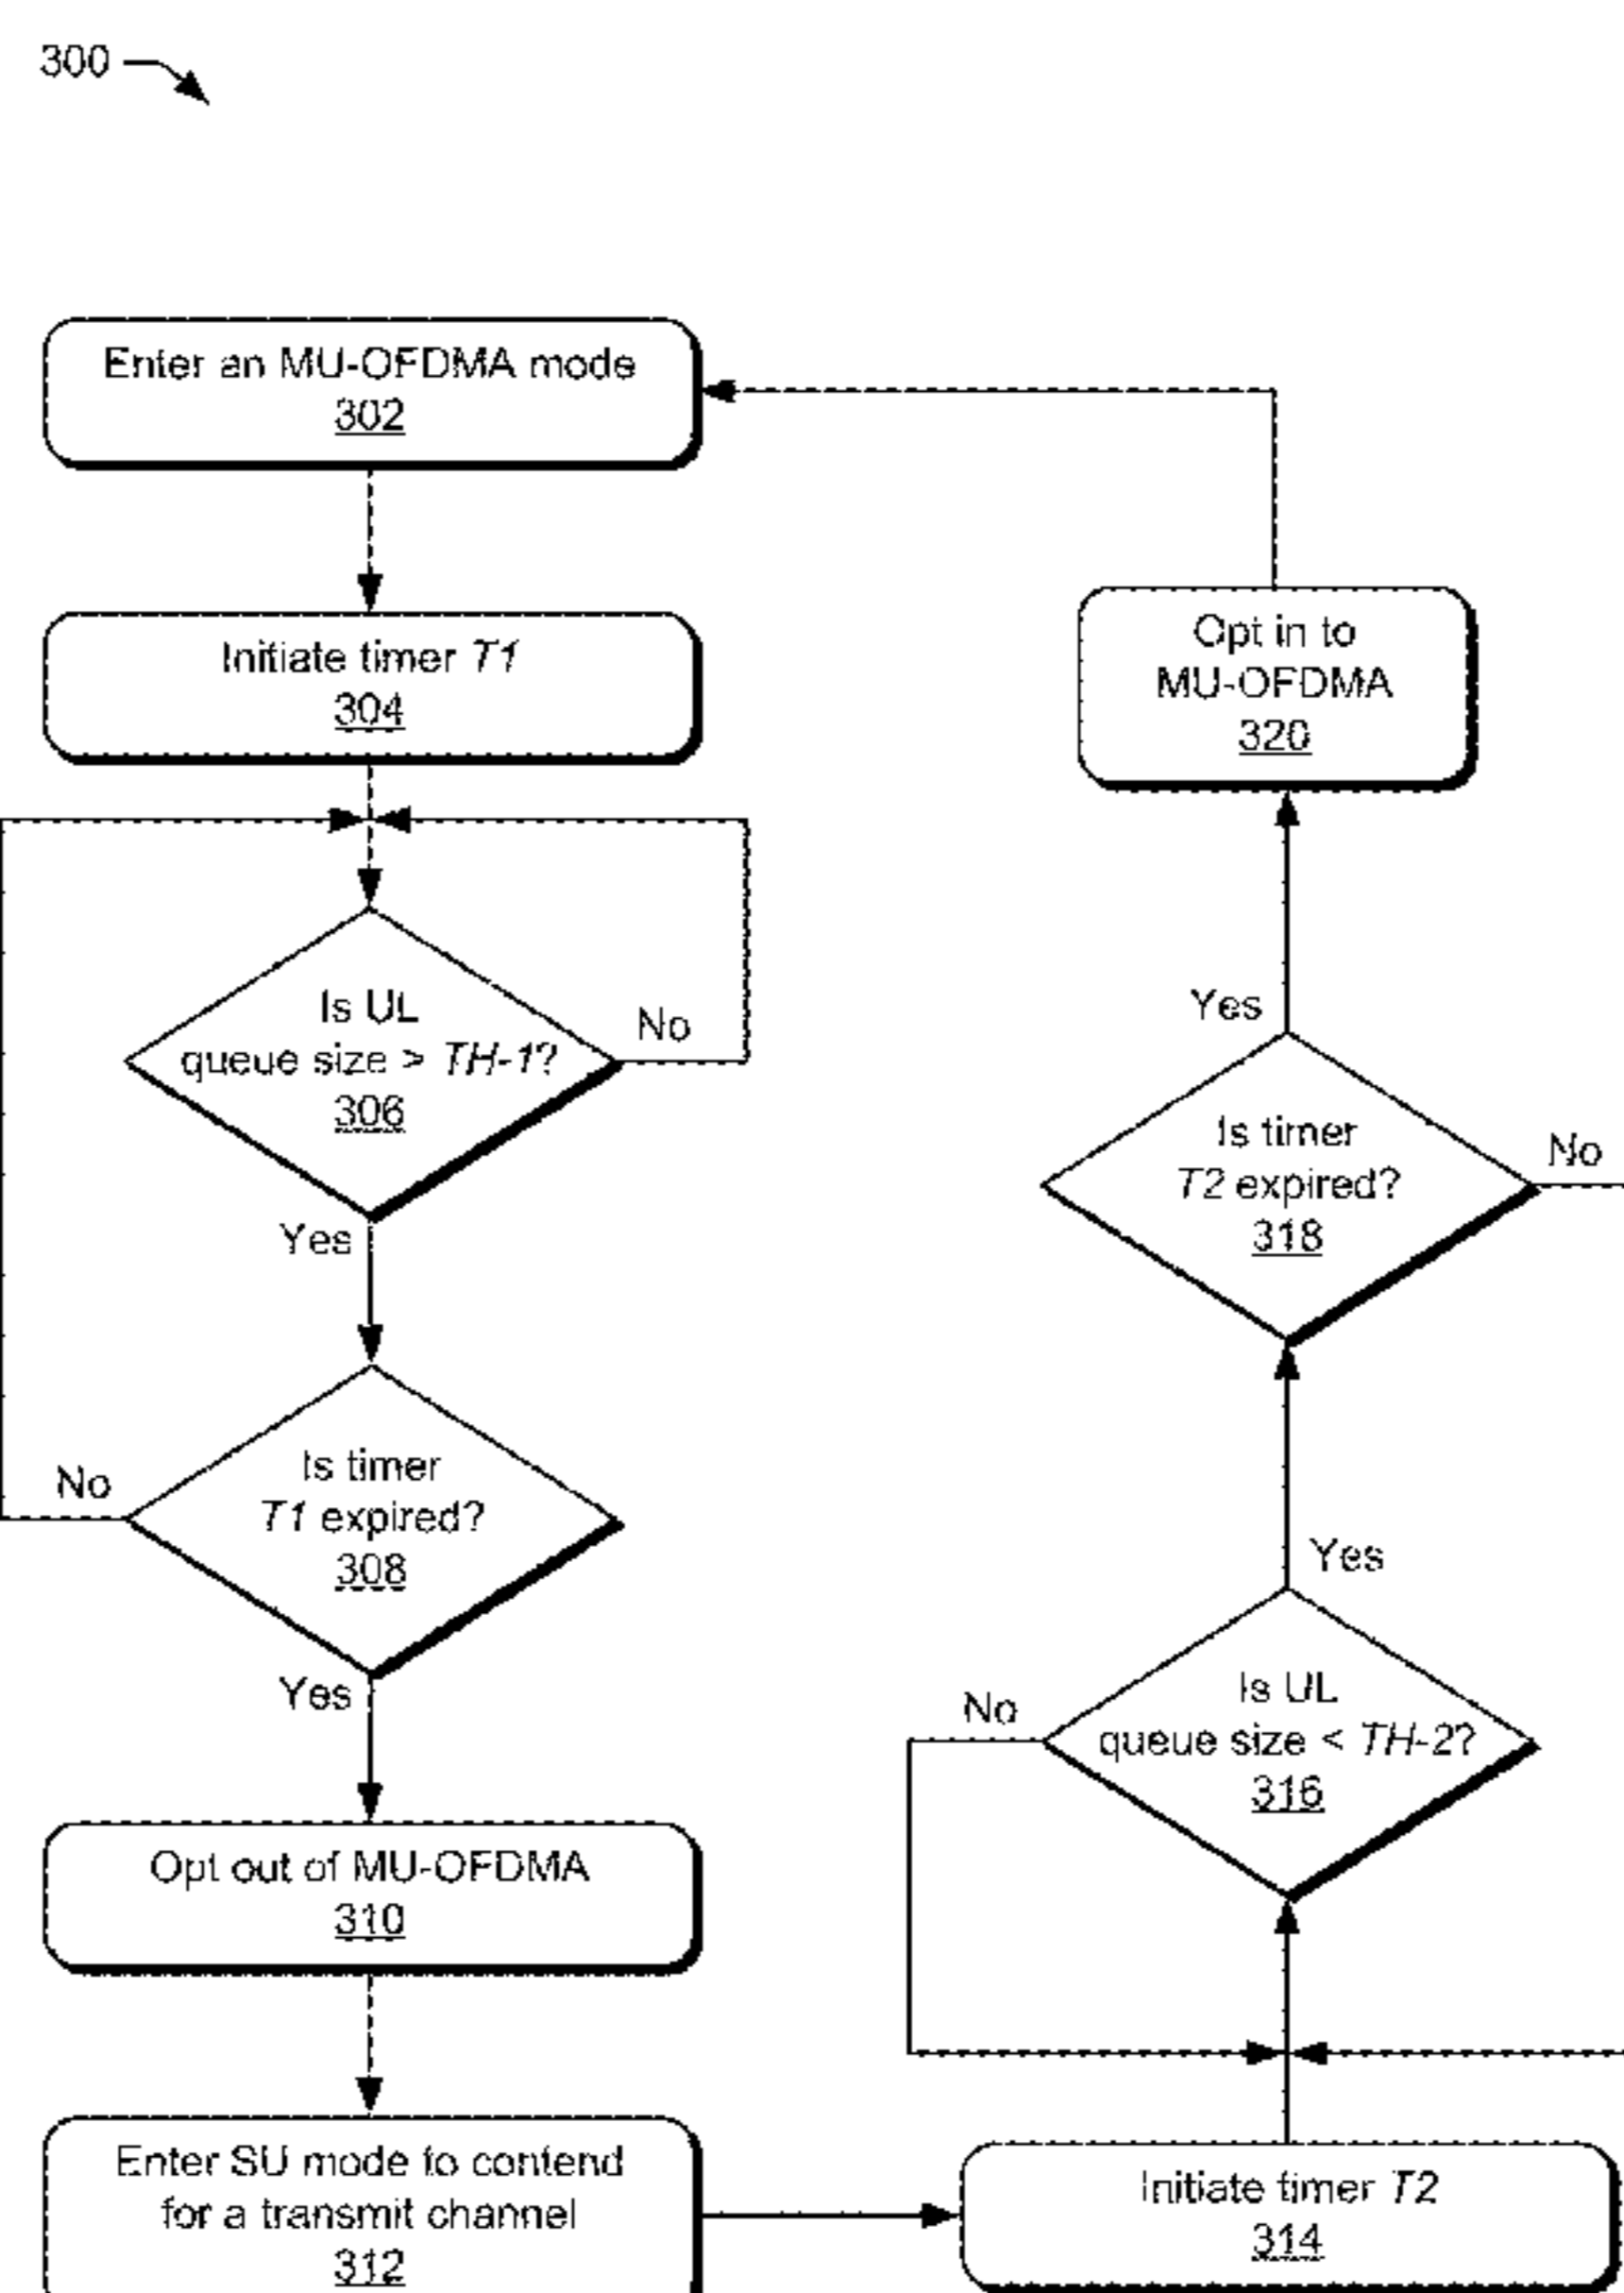 300
Enter an MU-OFDMA mode
302
Initiate timer T1
304
Is UL
queue size > TH-1?
306
No
Yes
Is timer
T1 expired?
308
No
Yes
Opt out of MU-OFDMA
310
Enter SU mode to contend
for a transmit channel
312
Initiate timer T2
314
Is UL
queue size < TH-2?
316
No
Yes
Is timer
T2 expired?
318
No
Yes
Opt in to
MU-OFDMA
320